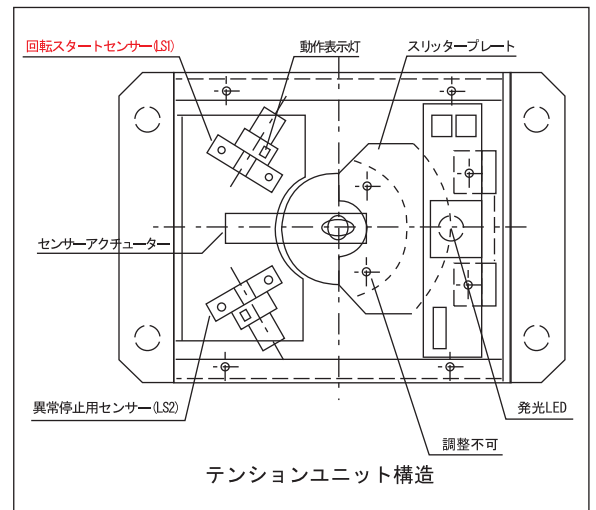 回転スタートセンサー(LS1)
動作表示灯
スリッタープレート
センサーアクチューター
異常停止用センサー(LS2)
発光LED
調整不可
テンションユニット構造